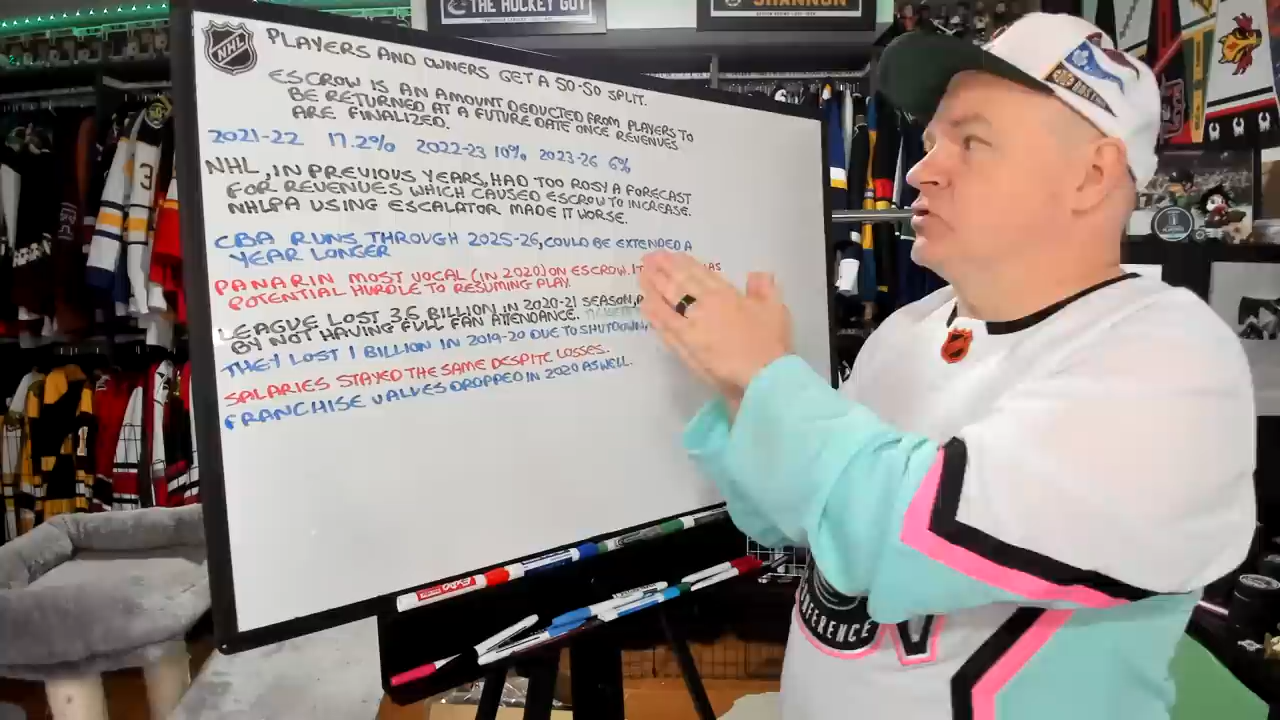 THE HOCKEY GUY
SHANNON
NHL
PLAYERS AND OWNERS GET A 50-50 SPLIT.
ESCROW IS AN AMOUNT DEDUCTED FROM PLAYERS TO
BE RETURNED AT A FUTURE DATE ONCE REVENUES
ARE FINALIZED.
2021-22 17.2% 2022-23 10% 2023-26 6%
NHL, IN PREVIOUS YEARS, HAD TOO ROSY A FORECAST
FOR REVENUES WHICH CAUSED ESCROW TO INCREASE.
NHLPA USING ESCALATOR MADE IT WORSE.
CBA RUNS THROUGH 2025-26, COULD BE EXTENDED A
YEAR LONGER
PANARIN MOST VOCAL (IN 2020) ON ESCROW.
POTENTIAL HURDLE TO RESUMING PLAY.
LEAGUE LOST 3.6 BILLION IN 2020-21 SEASON,
BY NOT HAVING FULL FAN ATTENDANCE.
THEY LOST 1 BILLION IN 2019-20 DUE TO SHUTDOWN,
SALARIES STAYED THE SAME DESPITE LOSSES.
FRANCHISE VALUES DROPPED IN 2020 AS WELL.
EXPO
CONFERENCE